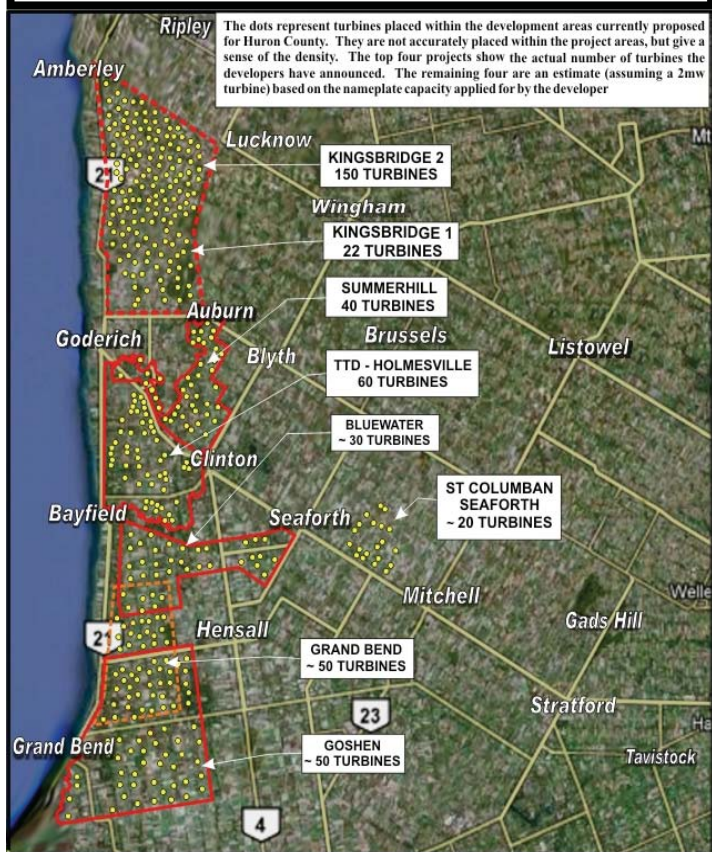 Ripley
The dots represent turbines placed within the development areas currently proposed
for Huron County. They are not accurately placed within the project areas, but give a
sense of the density. The top four projects show the actual number of turbines the
developers have announced. The remaining four are an estimate (assuming a 2mw
turbine) based on the nameplate capacity applied for by the developer
Amberley
Lucknow
Mt
21
KINGSBRIDGE 2
150 TURBINES
Wingham
KINGSBRIDGE 1
22 TURBINES
SUMMERHILL
40 TURBINES
Auburn
Goderich
Brussels
Listowel
Blyth
TTD - HOLMESVILLE
60 TURBINES
BLUEWATER
~ 30 TURBINES
Clinton
ST COLUMBAN
SEAFORTH
~ 20 TURBINES
Bayfield
Seaforth
Mitchell
Welle
Gads Hill
21
Hensall
GRAND BEND
~ 50 TURBINES
Stratford
23
Ha
Grand Bend
GOSHEN
~ 50 TURBINES
Tavistock
4